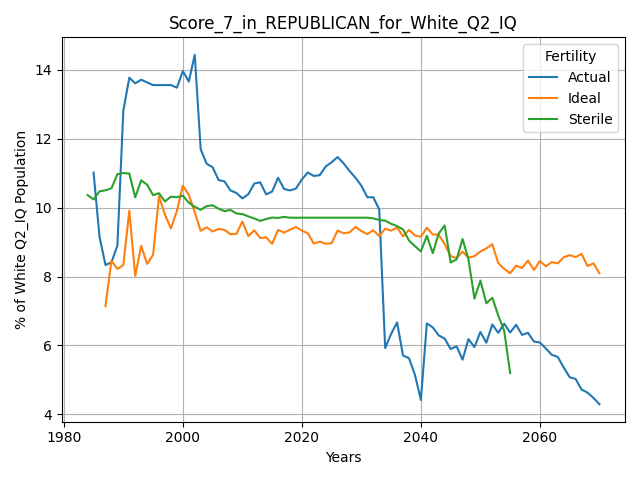 Score_7_in_REPUBLICAN_for_White_Q2_IQ
% of White Q2_IQ Population
14
12
10
8
6
4
Fertility
Actual
Ideal
Sterile
1980 2000 2020 2040 2060
Years